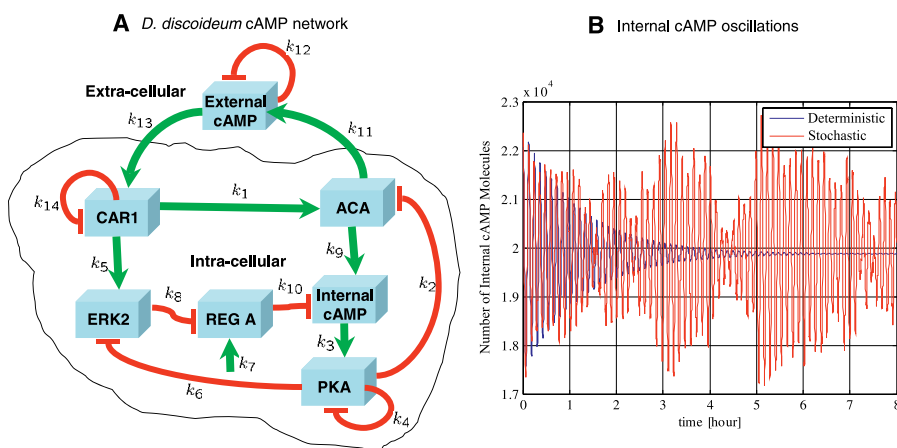 A D. discoideum cAMP network
k12
Extra-cellular
External
cAMP
k13
k11
k14
CAR1
k1
ACA
k5
Intra-cellular
k9
k2
k8
k10
Internal
cAMP
ERK2
REG A
k3
k7
k6
PKA
k4
B Internal cAMP oscillations
x 10^4
2.3
2.2
2.1
2
1.9
1.8
1.7
Number of Internal cAMP Molecules
Deterministic
Stochastic
0 1 2 3 4 5 6 7 8
time [hour]